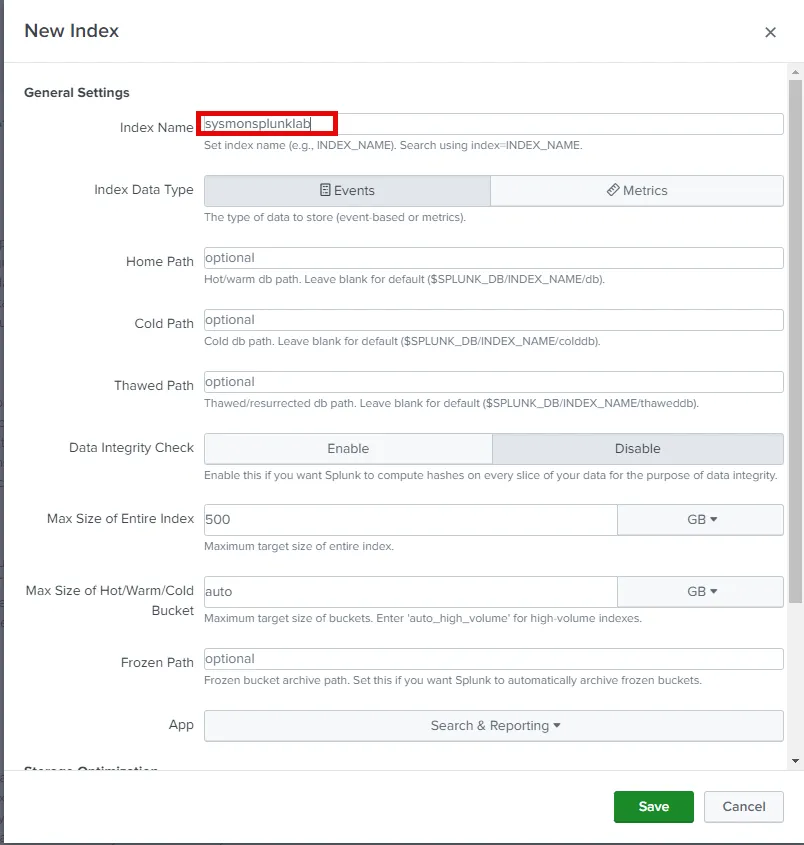 New Index
General Settings
Index Name
sysmonsplunklab
Set index name (e.g., INDEX_NAME). Search using index=INDEX_NAME.
Index Data Type
Events
Metrics
The type of data to store (event-based or metrics).
Home Path
optional
Hot/warm db path. Leave blank for default ($SPLUNK_DB/INDEX_NAME/db).
Cold Path
optional
Cold db path. Leave blank for default ($SPLUNK_DB/INDEX_NAME/colddb).
Thawed Path
optional
Thawed/resurrected db path. Leave blank for default ($SPLUNK_DB/INDEX_NAME/thaweddb).
Data Integrity Check
Enable
Disable
Enable this if you want Splunk to compute hashes on every slice of your data for the purpose of data integrity.
Max Size of Entire Index
500
GB
Maximum target size of entire index.
Max Size of Hot/Warm/Cold
Bucket
auto
GB
Maximum target size of buckets. Enter 'auto_high_volume' for high-volume indexes.
Frozen Path
optional
Frozen bucket archive path. Set this if you want Splunk to automatically archive frozen buckets.
App
Search & Reporting
Storage Optimization
Save
Cancel